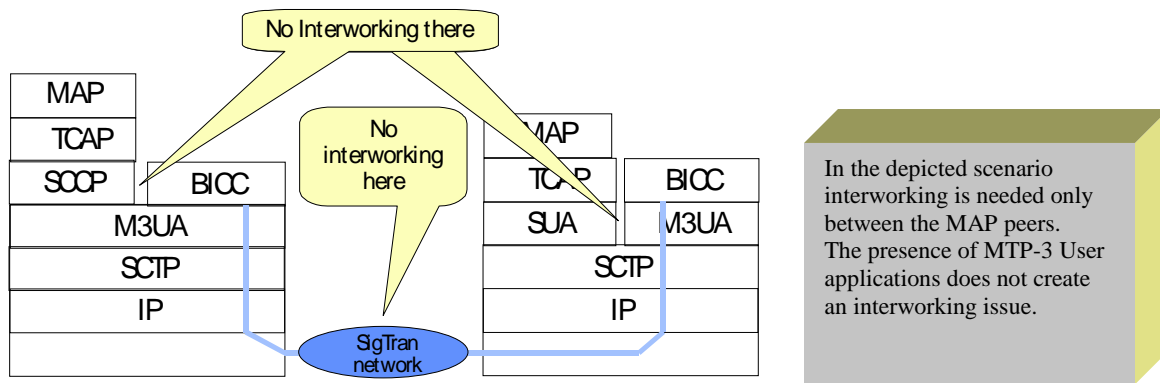 No Interworking there
MAP
TCAP
SCCP
BICC
M3UA
SCTP
IP
No
interworking
here
MAP
TCAP
BICC
SUA
M3UA
SCTP
IP
SigTran
network
In the depicted scenario
interworking is needed only
between the MAP peers.
The presence of MTP-3 User
applications does not create
an interworking issue.